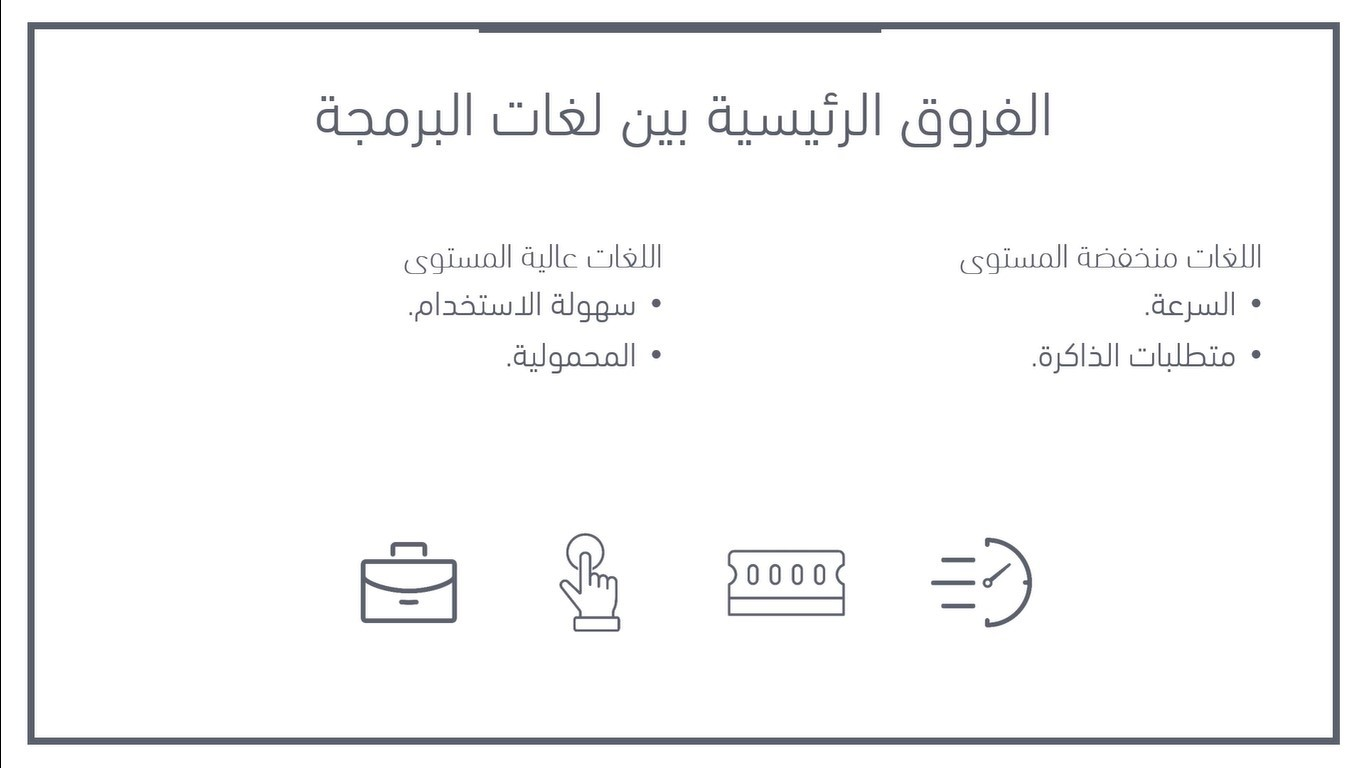 الفروق الرئيسية بين لغات البرمجة
اللغات منخفضة المستوى
• السرعة.
• متطلبات الذاكرة.
اللغات عالية المستوى
• سهولة الاستخدام.
• المحمولية.